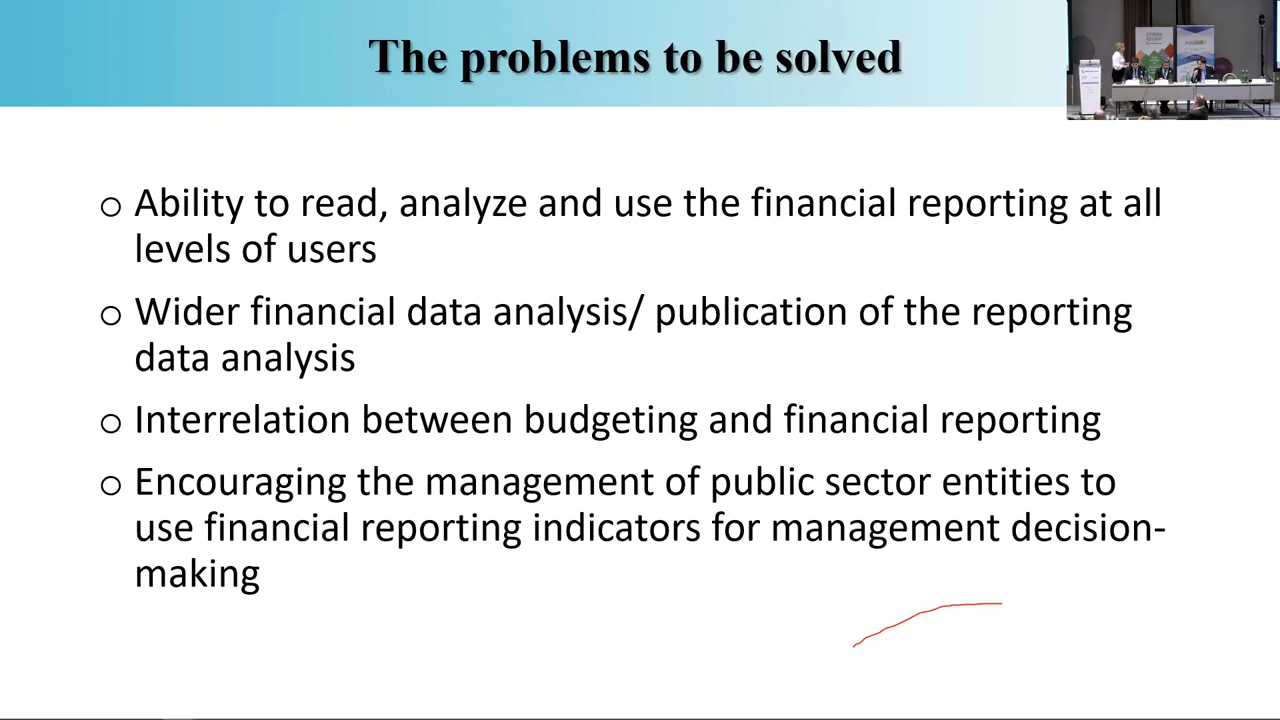 The problems to be solved
o Ability to read, analyze and use the financial reporting at all
levels of users
o Wider financial data analysis/ publication of the reporting
data analysis
o Interrelation between budgeting and financial reporting
o Encouraging the management of public sector entities to
use financial reporting indicators for management decision-
making